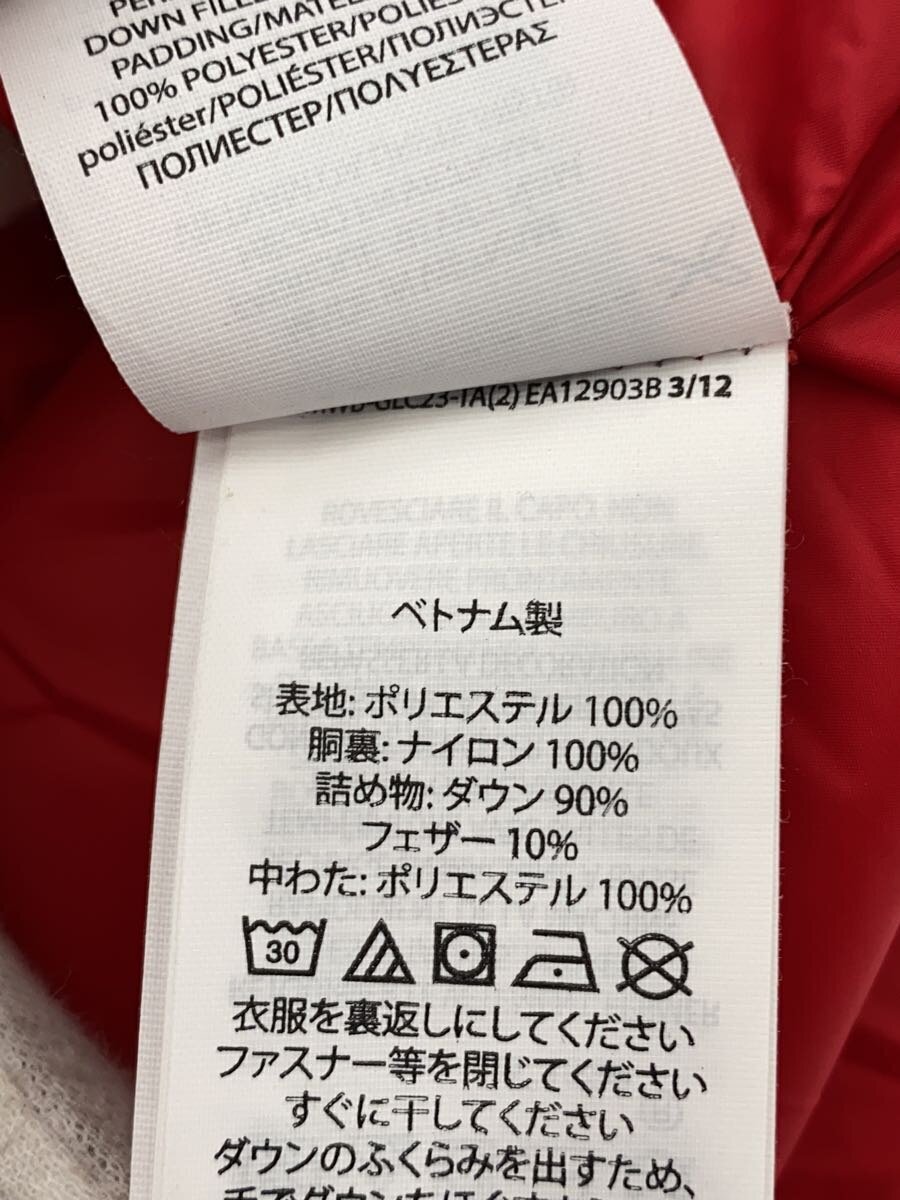 DOWN FILLE
PADDING/MATE
100% POLYESTER/POLIÉS
poliéster/POLIÉSTER/ПОЛИЭСТЕР
ПОЛИЕСТЕР/ΠΟΛΥΕΣΤΕΡΑΣ
EA12903B 3/12
ベトナム製
表地: ポリエステル 100%
胴裏: ナイロン 100%
詰め物: ダウン 90%
フェザー 10%
中わた: ポリエステル 100%
30
衣服を裏返しにしてください
ファスナー等を閉じてください
すぐに干してください
ダウンのふくらみを出すため、